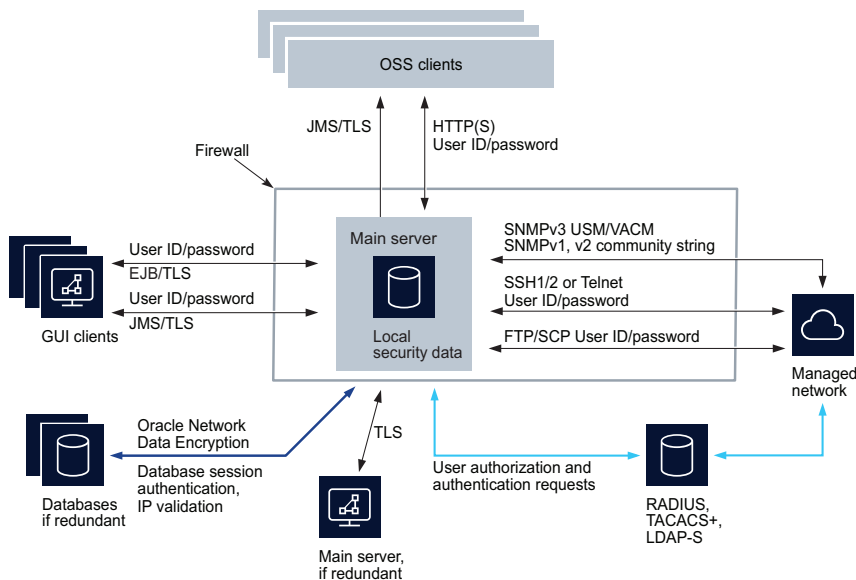 OSS clients
JMS/TLS
HTTP(S)
User ID/password
Firewall
Main server
Local
security data
User ID/password
EJB/TLS
User ID/password
JMS/TLS
GUI clients
SNMPv3 USM/VACM
SNMPv1, v2 community string
SSH1/2 or Telnet
User ID/password
FTP/SCP User ID/password
Managed
network
Oracle Network
Data Encryption
Database session
authentication,
IP validation
Databases
if redundant
TLS
Main server,
if redundant
User authorization and
authentication requests
RADIUS,
TACACS+,
LDAP-S